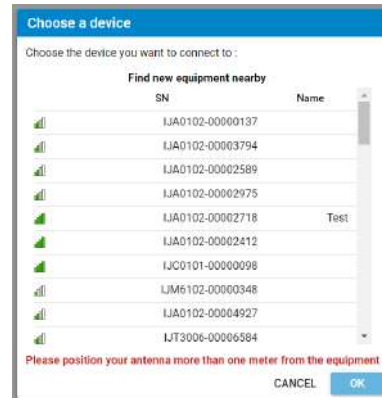 Choose a device
Choose the device you want to connect to :
Find new equipment nearby
SN Name
IJA0102-00000137
IJA0102-00003794
IJA0102-00002589
IJA0102-00002975
IJA0102-00002718 Test
IJA0102-00002412
IJC0101-00000098
IJM6102-00000348
IJA0102-00004927
IJT3006-00006584
Please position your antenna more than one meter from the equipment
CANCEL OK